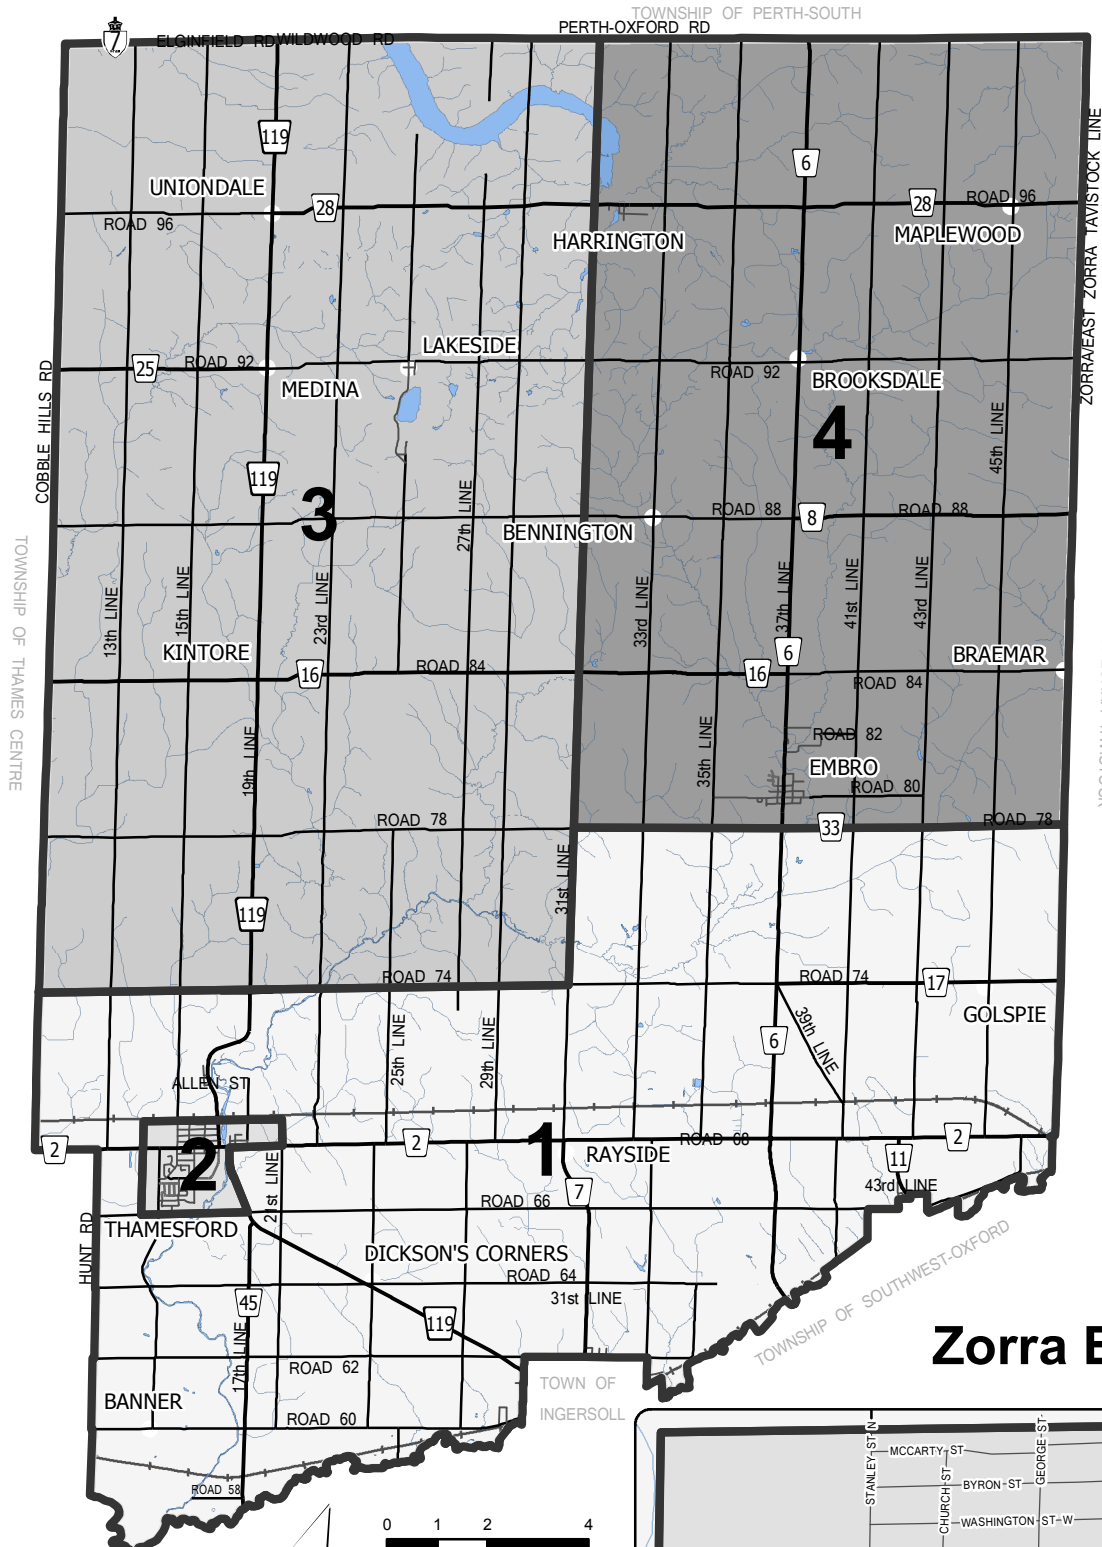 TOWNSHIP OF PERTH-SOUTH
PERTH-OXFORD RD
7
ELGINFIELD RD
WILDWOOD RD
119
6
UNIONDALE
28
28
ROAD 96
ROAD 96
HARRINGTON
MAPLEWOOD
ZORRA/EAST ZORRA TAVISTOCK LINE
LAKESIDE
25
ROAD 92
MEDINA
ROAD 92
BROOKSDALE
COBBLE HILLS RD
4
45th LINE
119
3
27th LINE
ROAD 88
8
ROAD 88
BENNINGTON
TOWNSHIP OF THAMES CENTRE
13th LINE
15th LINE
23rd LINE
33rd LINE
37th LINE
41st LINE
43rd LINE
KINTORE
6
BRAEMAR
16
ROAD 84
16
ROAD 84
19th LINE
35th LINE
ROAD 82
EMBRO
ROAD 80
ROAD 78
33
ROAD 78
31st LINE
119
ROAD 74
ROAD 74
17
GOLSPIE
25th LINE
29th LINE
6
39th LINE
ALLEN ST
2
2
2
1
RAYSIDE
ROAD 68
2
11
21st LINE
7
43rd LINE
ROAD 66
THAMESFORD
HUNT RD
DICKSON'S CORNERS
ROAD 64
31st LINE
TOWNSHIP OF SOUTHWEST-OXFORD
45
119
17th LINE
ROAD 62
Zorra E
BANNER
TOWN OF
INGERSOLL
ROAD 60
ROAD 58
STANLEY ST N
MCCARTY ST
GEORGE ST
CHURCH ST
BYRON ST
WASHINGTON ST W
0 1 2 4